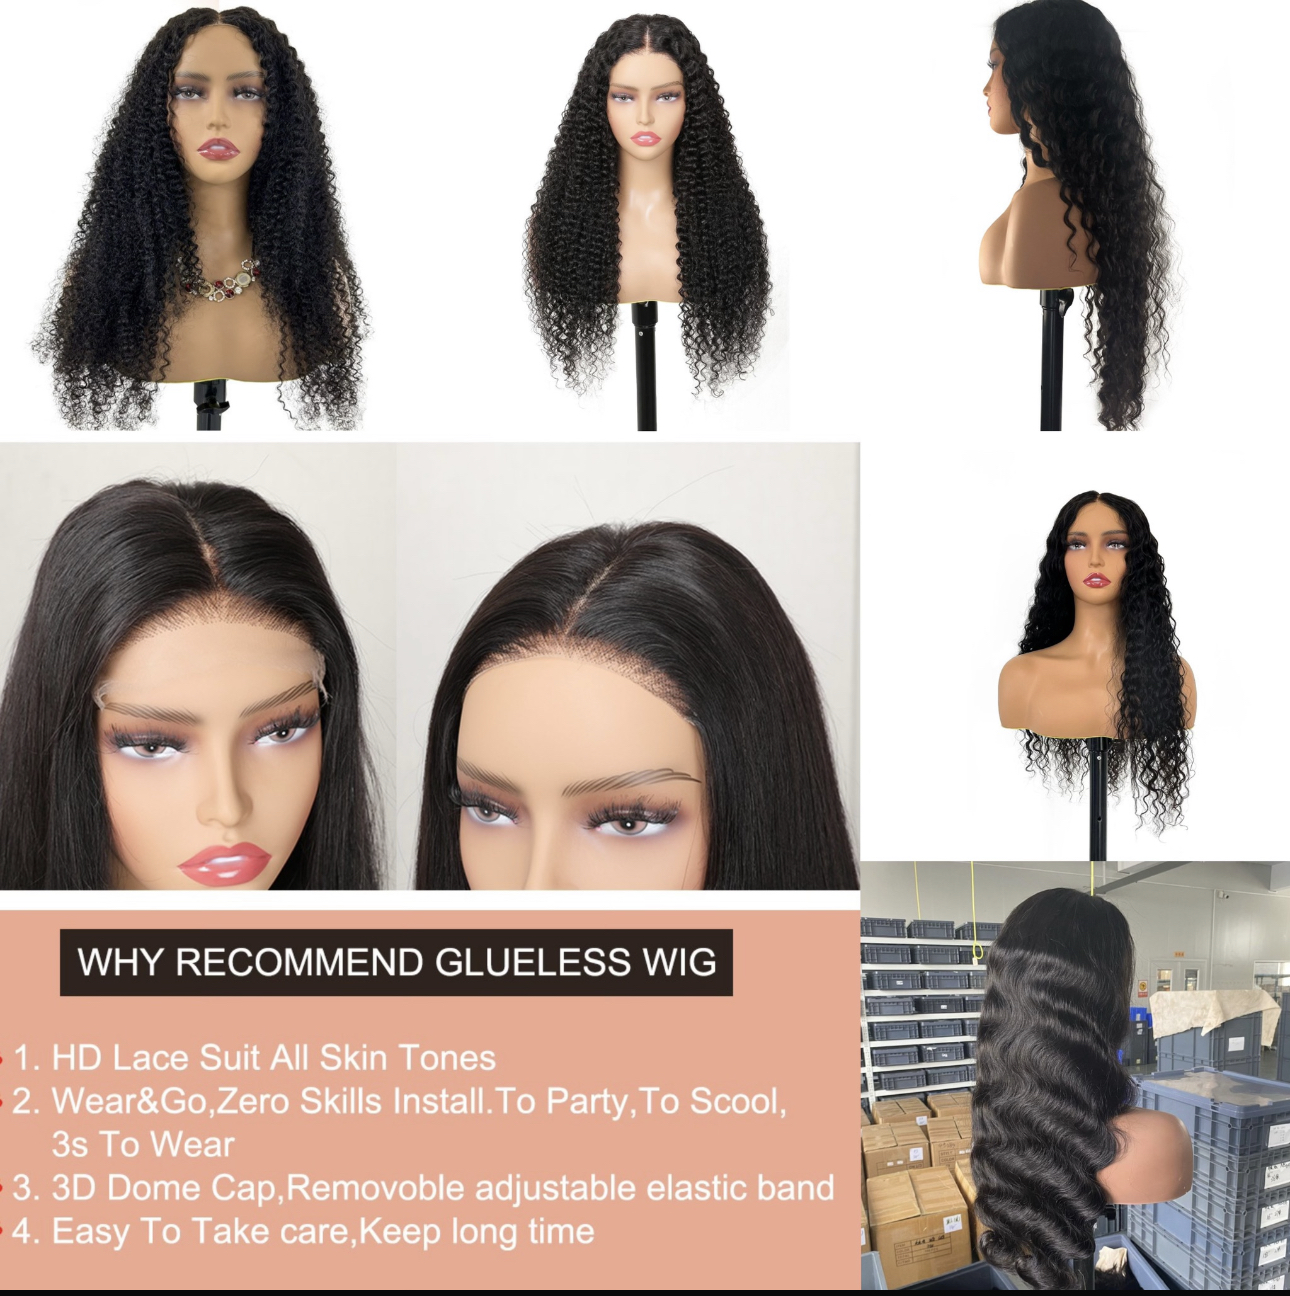 WHY RECOMMEND GLUELESS WIG
1. HD Lace Suit All Skin Tones
2. Wear&Go,Zero Skills Install.To Party,To Scool,
3s To Wear
3. 3D Dome Cap,Removoble adjustable elastic band
4. Easy To Take care,Keep long time